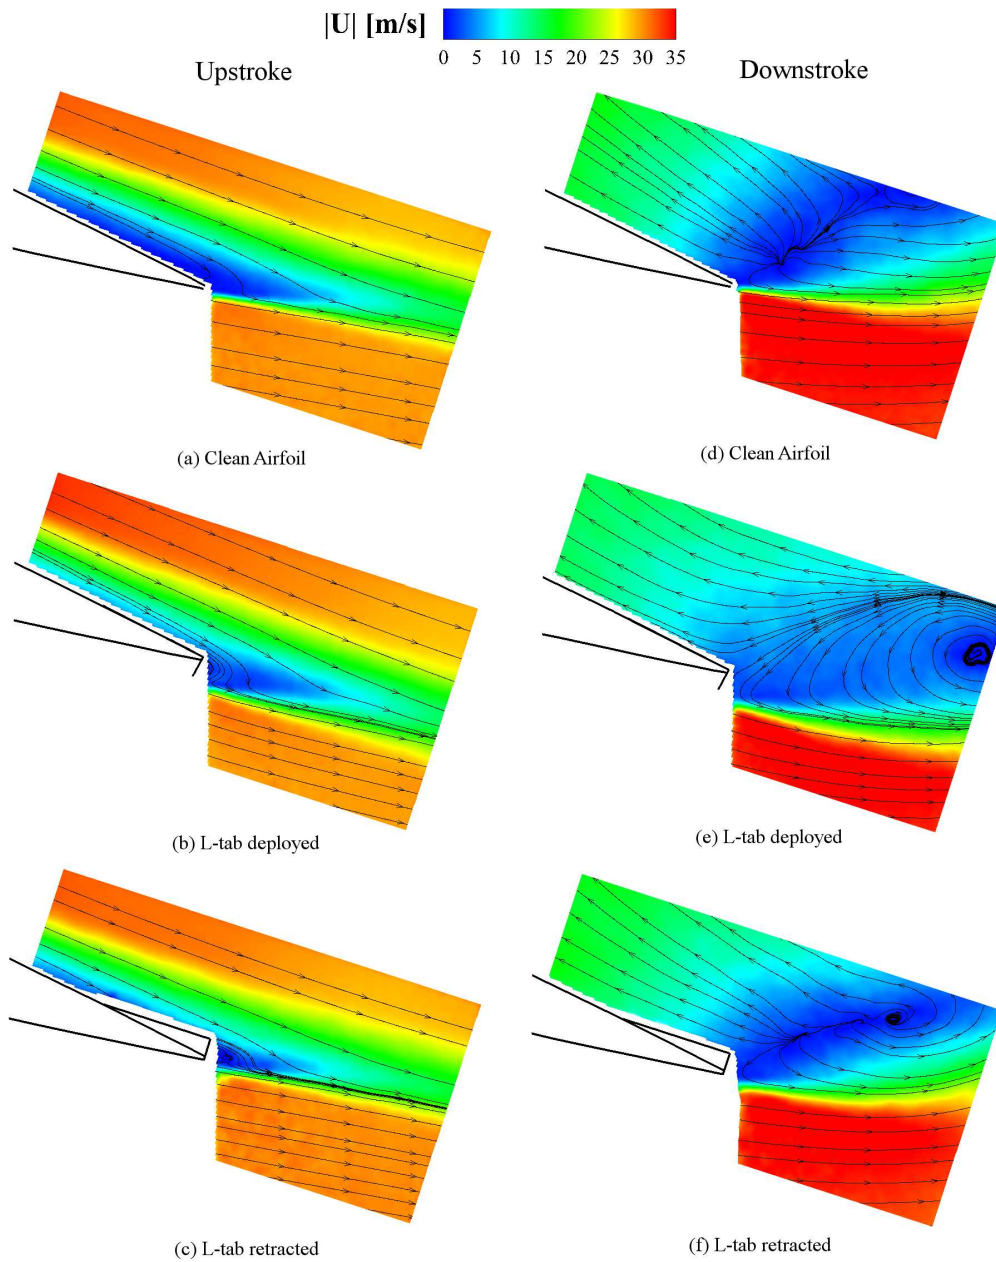 |U| [m/s]
0 5 10 15 20 25 30 35
Upstroke
Downstroke
(a) Clean Airfoil
(d) Clean Airfoil
(b) L-tab deployed
(e) L-tab deployed
(c) L-tab retracted
(f) L-tab retracted